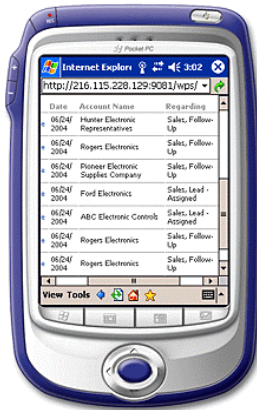 Pocket PC
Internet Explore 3:02
http://216.115.228.129:9081/wps/
Date Account Name Regarding
06/24/ Hunter Electronic Sales, Follow-
2004 Representatives Up
06/24/ Rogers Electronics Sales, Follow-
2004 Up
06/24/ Pioneer Electronic Sales, Follow-
2004 Supplies Company Up
06/24/ Ford Electronics Sales, Lead -
2004 Assigned
06/24/ ABC Electronic Controls Sales, Lead -
2004 Assigned
06/24/ Rogers Electronics Sales, Follow-
2004 Up
06/24/ Rogers Electronics Sales, Follow-
2004 Up
View Tools